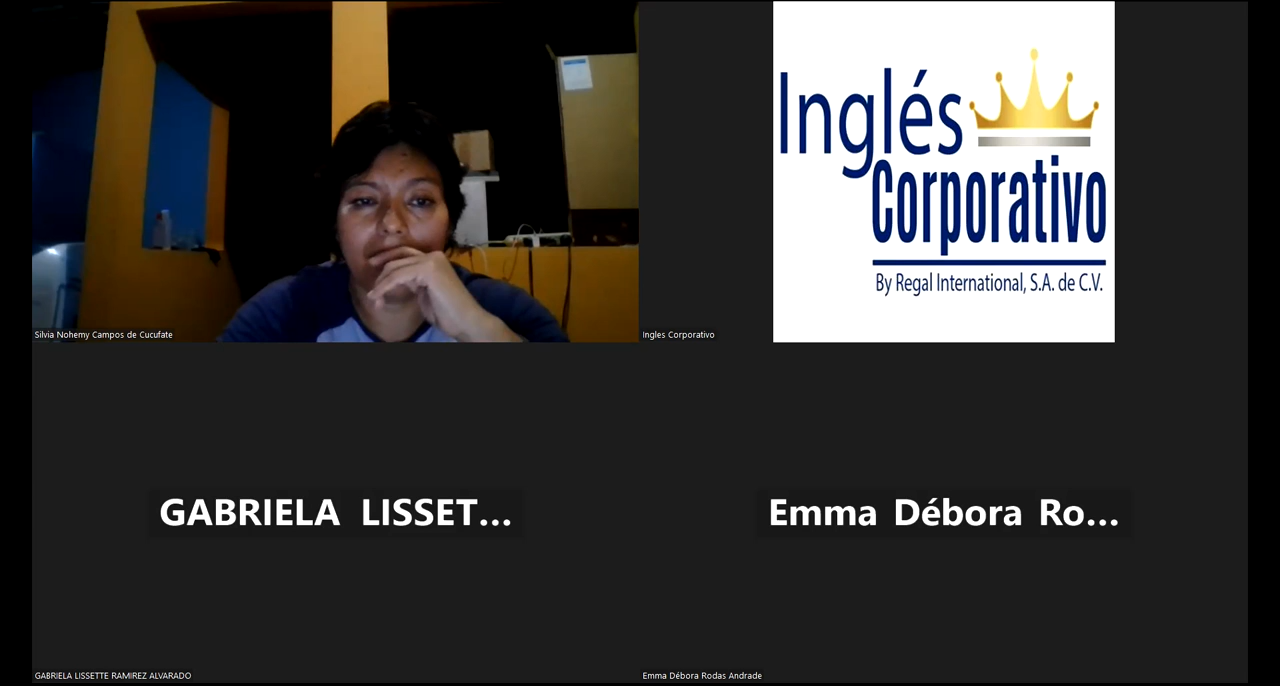 Silvia Nohemy Campos de Cucufate
Inglés
Corporativo
By Regal International, S.A. de C.V.
Ingles Corporativo
GABRIELA LISSET...
GABRIELA LISSETTE RAMIREZ ALVARADO
Emma Débora Ro...
Emma Débora Rodas Andrade